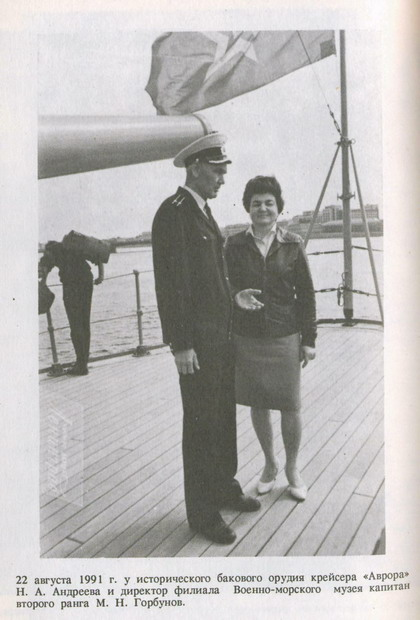 22 августа 1991 г. у исторического бакового орудия крейсера «Аврора»
Н. А. Андреева и директор филиала Военно-морского музея капитан
второго ранга М. Н. Горбунов.